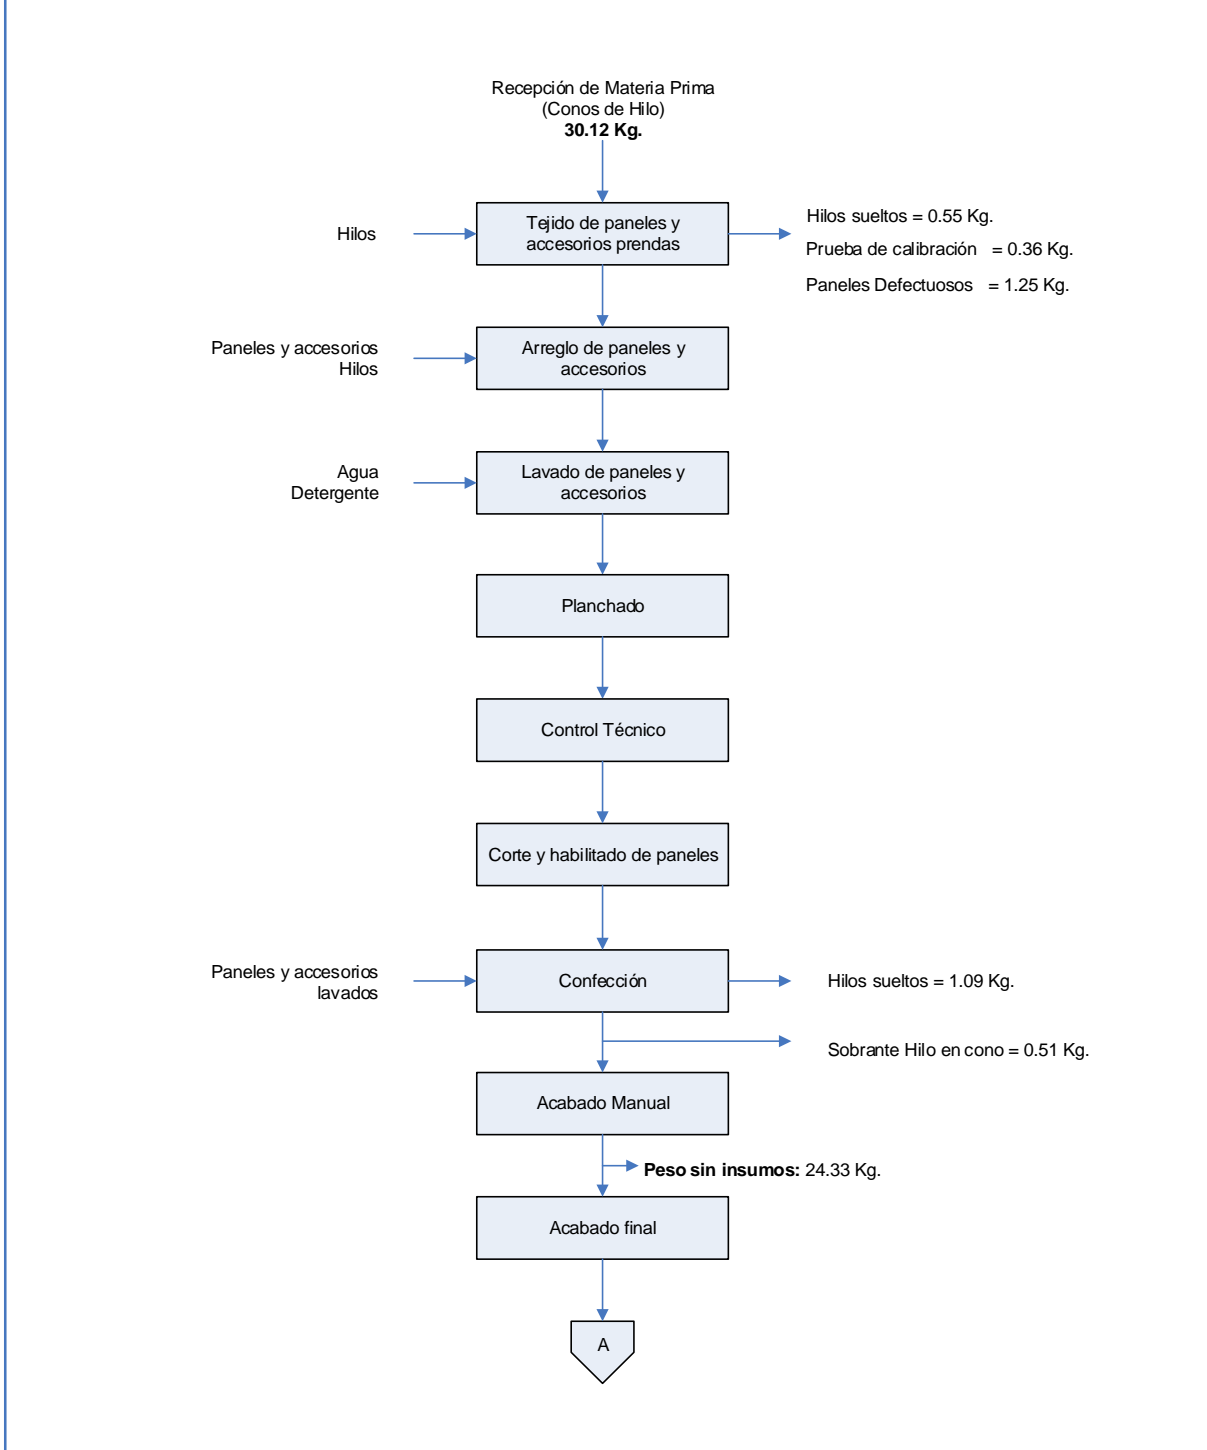 Recepción de Materia Prima
(Conos de Hilo)
30.12 Kg.
Hilos
Tejido de paneles y
accesorios prendas
Hilos sueltos = 0.55 Kg.
Prueba de calibración = 0.36 Kg.
Paneles Defectuosos = 1.25 Kg.
Paneles y accesorios
Hilos
Arreglo de paneles y
accesorios
Agua
Detergente
Lavado de paneles y
accesorios
Planchado
Control Técnico
Corte y habilitado de paneles
Paneles y accesorios
lavados
Confección
Hilos sueltos = 1.09 Kg.
Sobrante Hilo en cono = 0.51 Kg.
Acabado Manual
Peso sin insumos: 24.33 Kg.
Acabado final
A